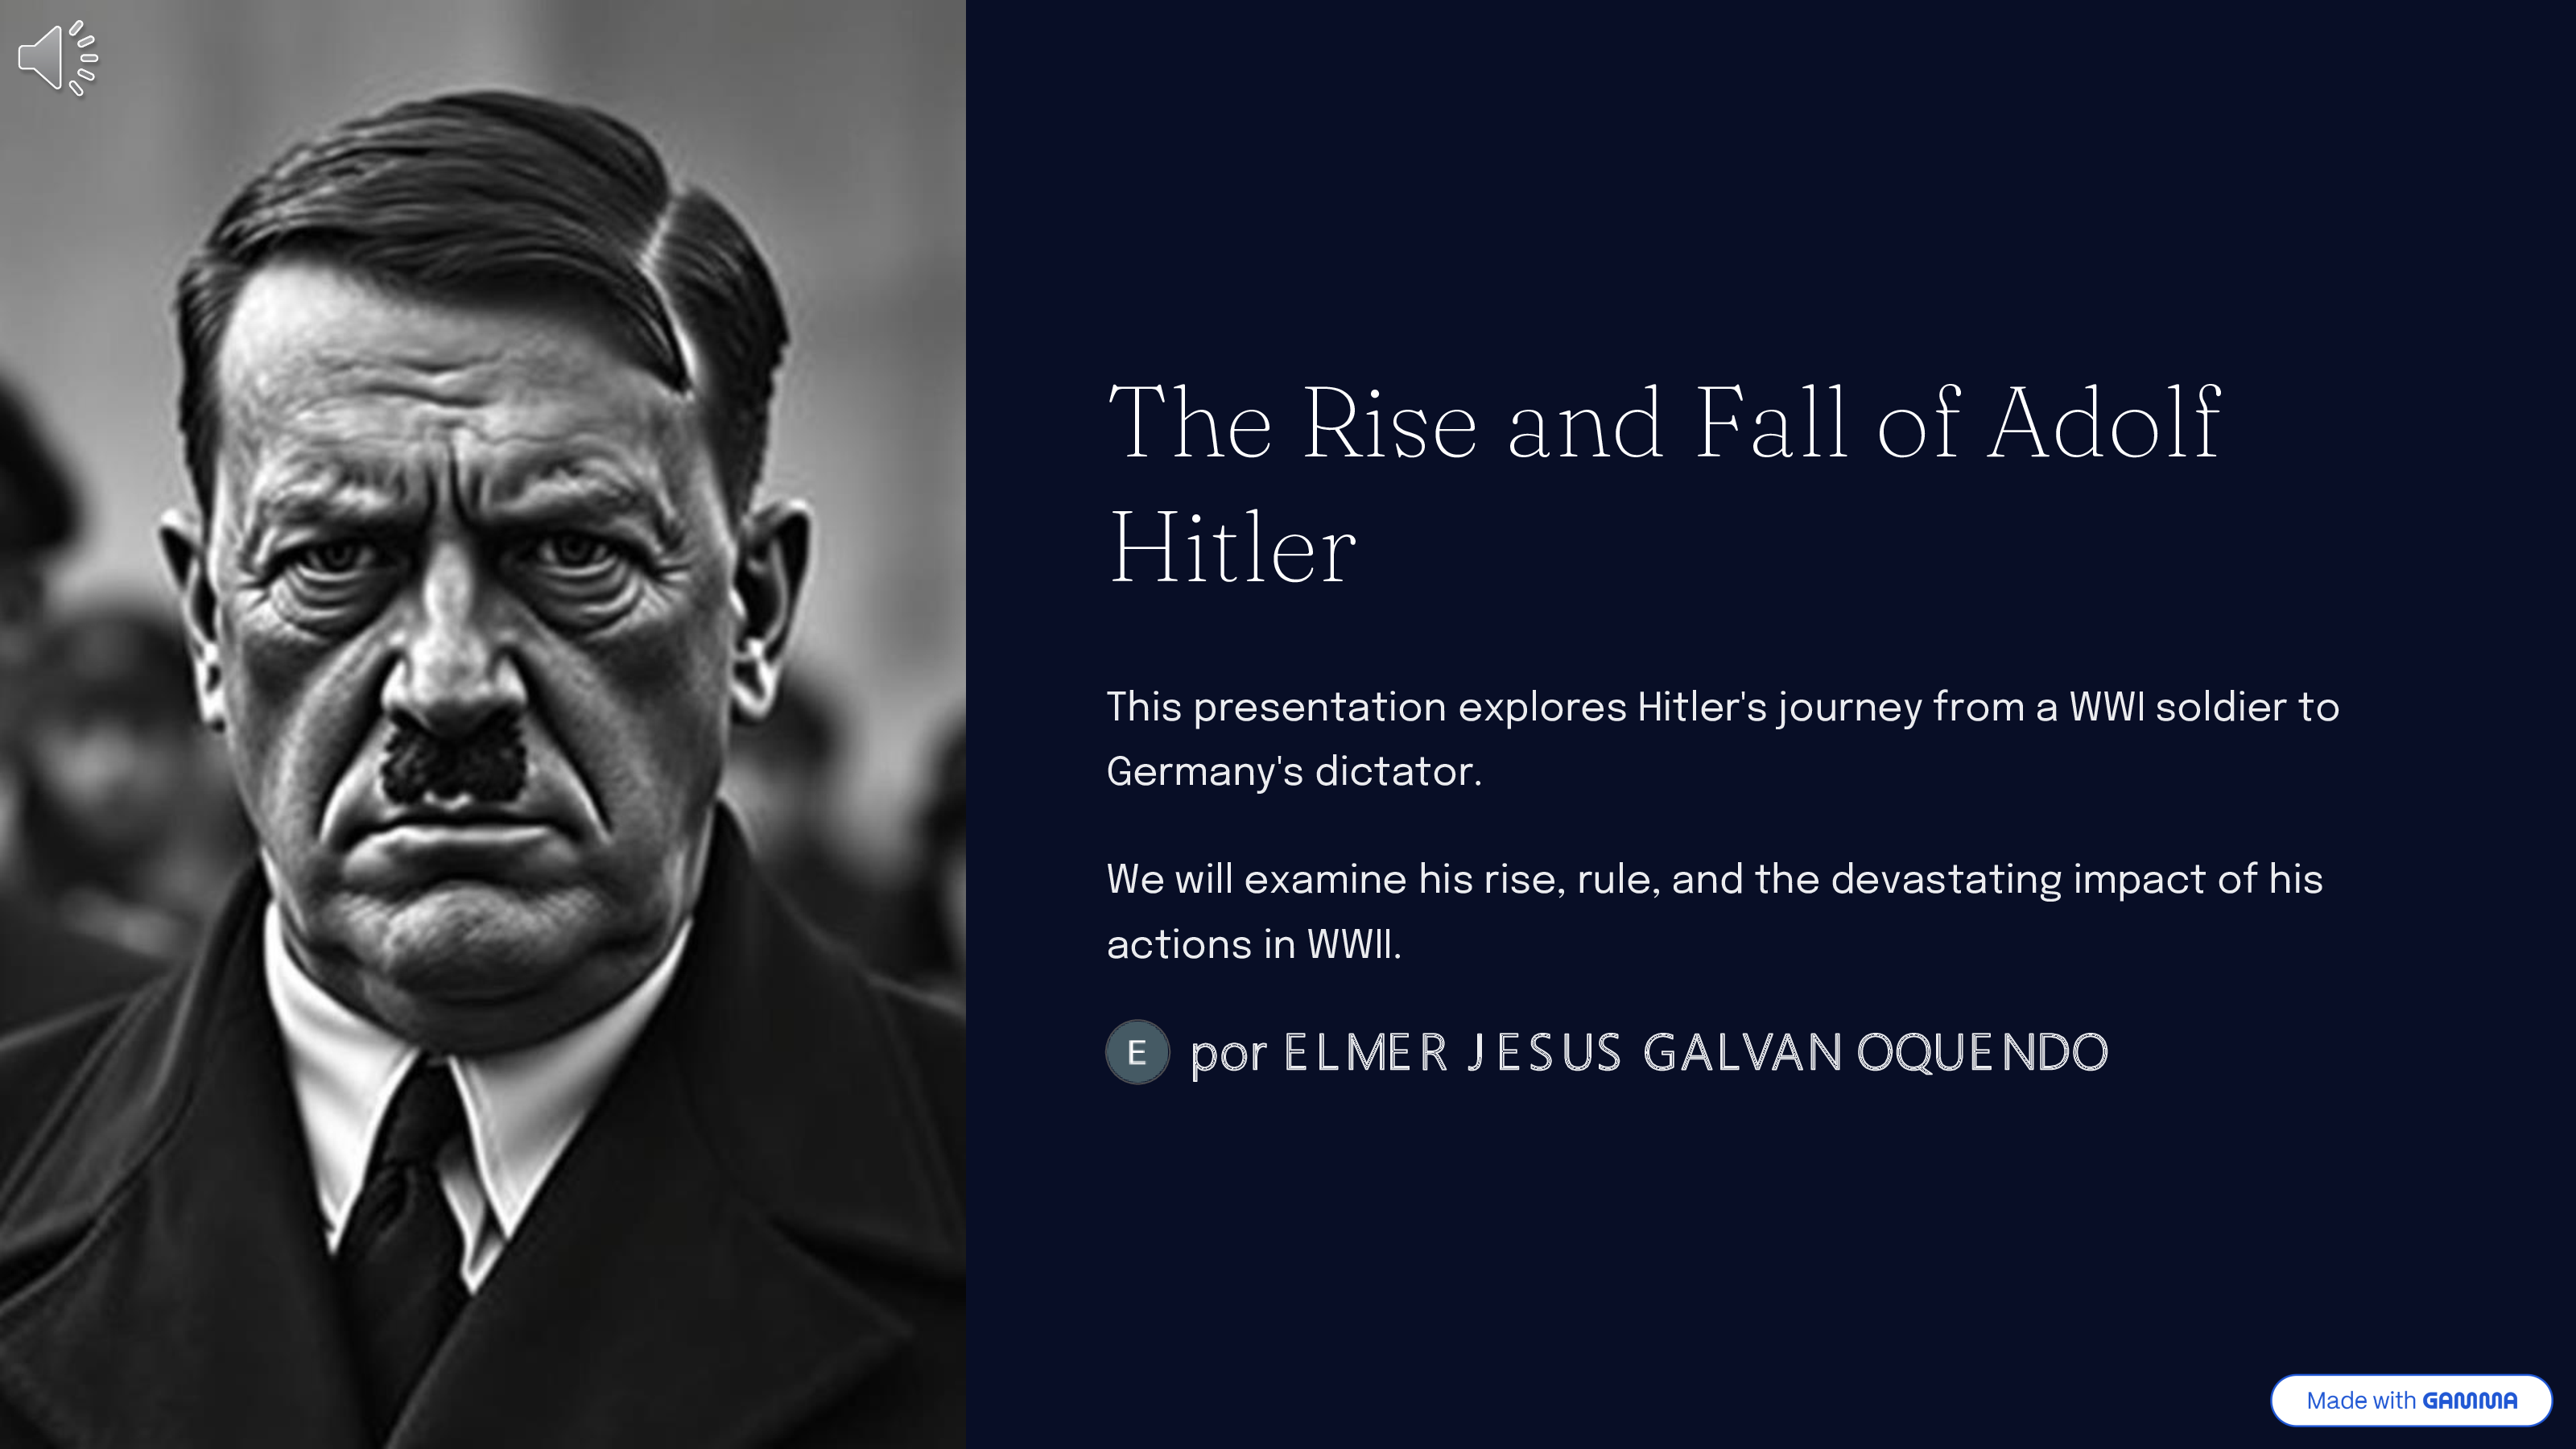 The Rise and Fall of Adolf
Hitler
This presentation explores Hitler's journey from a WWI soldier to
Germany's dictator.
We will examine his rise, rule, and the devastating impact of his
actions in WWII.
E por ELMER JESUS GALVAN OQUENDO
Made with GAMMA